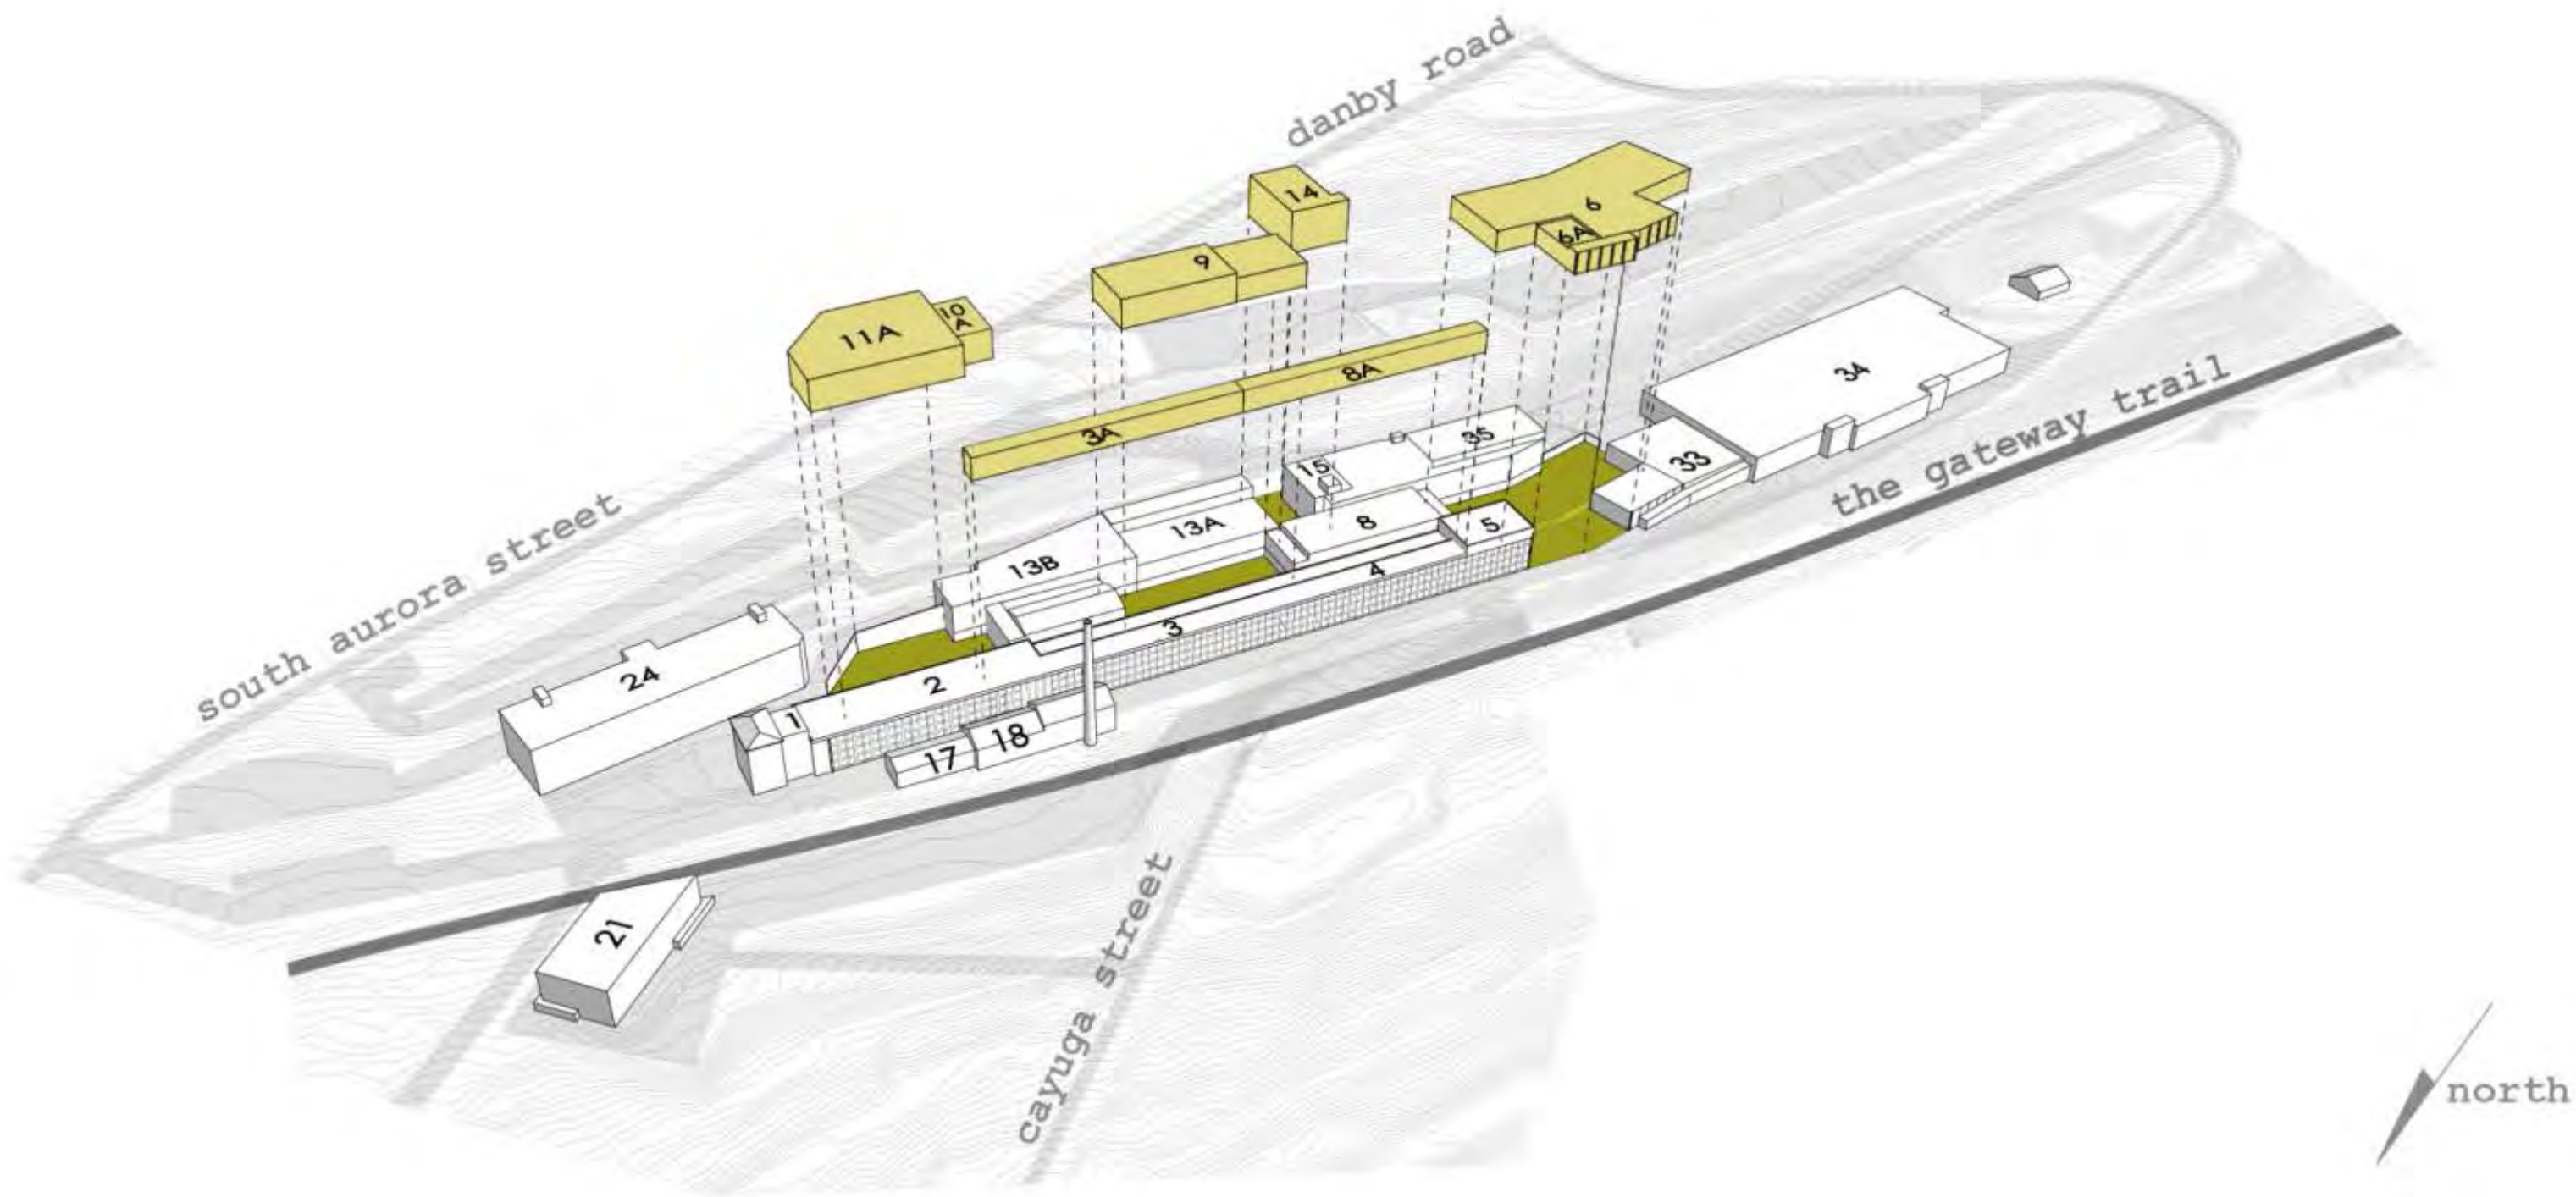 danby road
14
6
6A
9
11A
10
A
8A
3A
34
the gateway trail
35
15
33
13A
8
5
13B
4
3
south aurora street
24
2
1
18
17
21
cayuga street
north